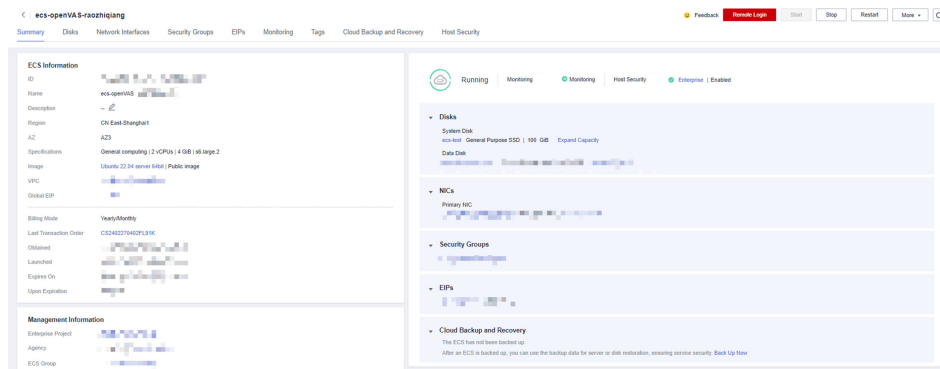 ecs-openVAS-raozhiqiang
Feedback Remote Login Start Stop Restart More
Summary Disks Network Interfaces Security Groups EIPs Monitoring Tags Cloud Backup and Recovery Host Security
ECS Information
ID
Name ecs-openVAS
Description --
Region CN East-Shanghai1
AZ AZ3
Specifications General computing | 2 vCPUs | 4 GiB | s6.large.2
Image Ubuntu 22.04 server 64bit | Public image
VPC
Global EIP
Billing Mode Yearly/Monthly
Last Transaction Order CS2402270402FL91K
Obtained
Launched
Expires On
Upon Expiration
Management Information
Enterprise Project
Agency
ECS Group
Running Monitoring Monitoring Host Security Enterprise | Enabled
Disks
System Disk
ecs-test General Purpose SSD | 100 GiB Expand Capacity
Data Disk
NICs
Primary NIC
Security Groups
EIPs
Cloud Backup and Recovery
The ECS has not been backed up.
After an ECS is backed up, you can use the backup data for server or disk restoration, ensuring service security. Back Up Now